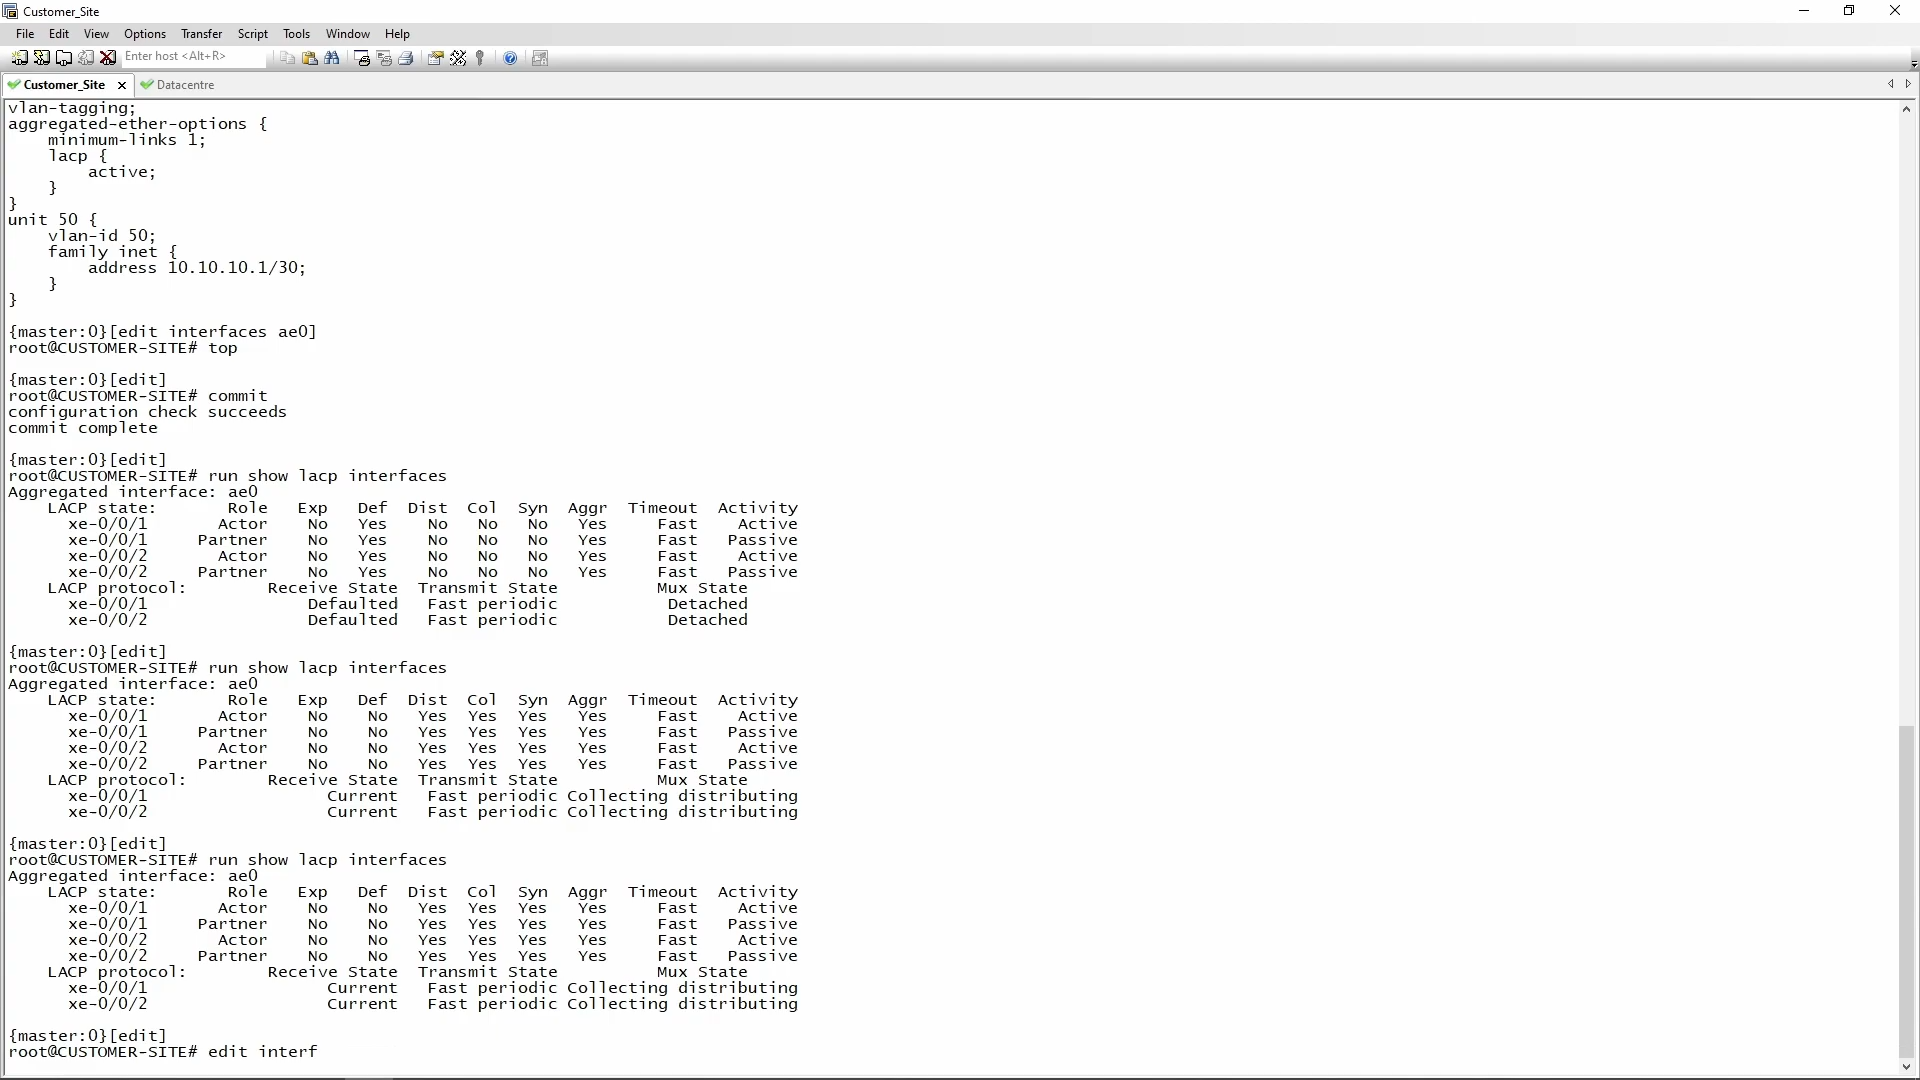 Customer_Site
File Edit View Options Transfer Script Tools Window Help
Enter host <Alt+R>
Customer_Site Datacentre
vlan-tagging;
aggregated-ether-options {
    minimum-links 1;
    lacp {
        active;
    }
}
unit 50 {
    vlan-id 50;
    family inet {
        address 10.10.10.1/30;
    }
}
{master:0}[edit interfaces ae0]
root@CUSTOMER-SITE# top
{master:0}[edit]
root@CUSTOMER-SITE# commit
configuration check succeeds
commit complete
{master:0}[edit]
root@CUSTOMER-SITE# run show lacp interfaces
Aggregated interface: ae0
    LACP state:       Role   Exp   Def  Dist  Col  Syn  Aggr  Timeout  Activity
      xe-0/0/1       Actor    No   Yes    No   No   No   Yes     Fast    Active
      xe-0/0/1     Partner    No   Yes    No   No   No   Yes     Fast   Passive
      xe-0/0/2       Actor    No   Yes    No   No   No   Yes     Fast    Active
      xe-0/0/2     Partner    No   Yes    No   No   No   Yes     Fast   Passive
    LACP protocol:        Receive State  Transmit State          Mux State
      xe-0/0/1                Defaulted   Fast periodic           Detached
      xe-0/0/2                Defaulted   Fast periodic           Detached
{master:0}[edit]
root@CUSTOMER-SITE# run show lacp interfaces
Aggregated interface: ae0
    LACP state:       Role   Exp   Def  Dist  Col  Syn  Aggr  Timeout  Activity
      xe-0/0/1       Actor    No    No   Yes  Yes  Yes   Yes     Fast    Active
      xe-0/0/1     Partner    No    No   Yes  Yes  Yes   Yes     Fast   Passive
      xe-0/0/2       Actor    No    No   Yes  Yes  Yes   Yes     Fast    Active
      xe-0/0/2     Partner    No    No   Yes  Yes  Yes   Yes     Fast   Passive
    LACP protocol:        Receive State  Transmit State          Mux State
      xe-0/0/1                  Current   Fast periodic Collecting distributing
      xe-0/0/2                  Current   Fast periodic Collecting distributing
{master:0}[edit]
root@CUSTOMER-SITE# run show lacp interfaces
Aggregated interface: ae0
    LACP state:       Role   Exp   Def  Dist  Col  Syn  Aggr  Timeout  Activity
      xe-0/0/1       Actor    No    No   Yes  Yes  Yes   Yes     Fast    Active
      xe-0/0/1     Partner    No    No   Yes  Yes  Yes   Yes     Fast   Passive
      xe-0/0/2       Actor    No    No   Yes  Yes  Yes   Yes     Fast    Active
      xe-0/0/2     Partner    No    No   Yes  Yes  Yes   Yes     Fast   Passive
    LACP protocol:        Receive State  Transmit State          Mux State
      xe-0/0/1                  Current   Fast periodic Collecting distributing
      xe-0/0/2                  Current   Fast periodic Collecting distributing
{master:0}[edit]
root@CUSTOMER-SITE# edit interf